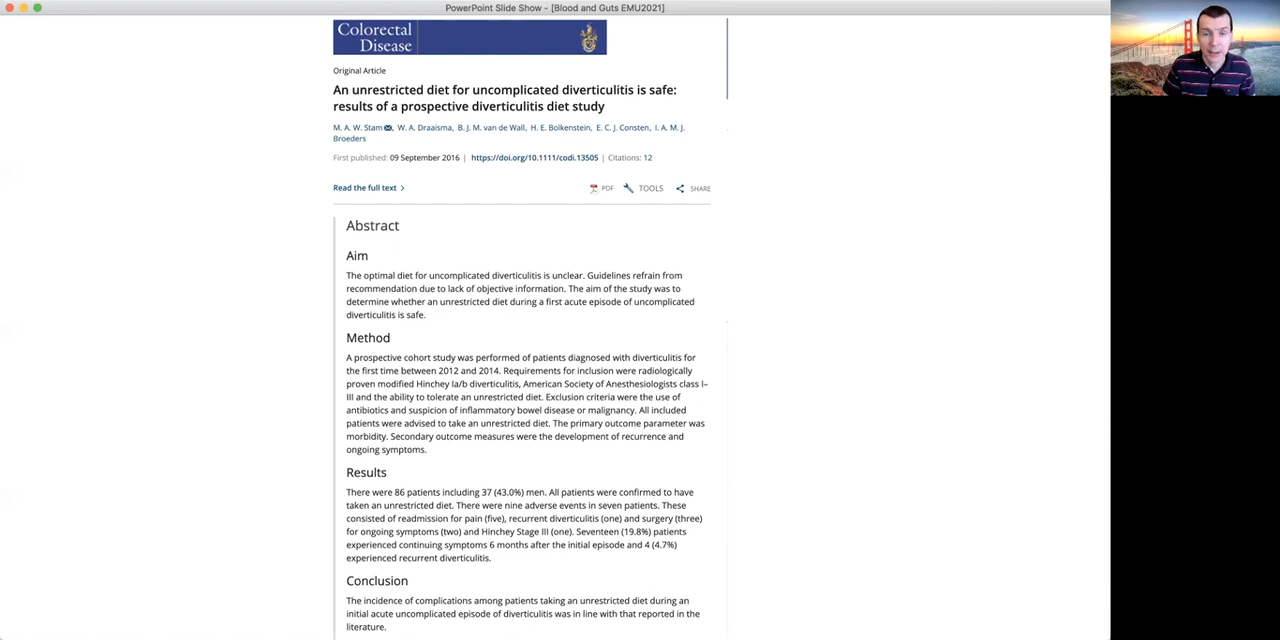 PowerPoint Slide Show - [Blood and Guts EMU2021]
Colorectal
Disease
Original Article
An unrestricted diet for uncomplicated diverticulitis is safe:
results of a prospective diverticulitis diet study
M. A. W. Stam, W. A. Draaisma, B. J. M. van de Wall, H. E. Bolkenstein, E. C. J. Consten, I. A. M. J.
Broeders
First published: 09 September 2016 | https://doi.org/10.1111/codi.13505 | Citations: 12
Read the full text >
PDF TOOLS SHARE
Abstract
Aim
The optimal diet for uncomplicated diverticulitis is unclear. Guidelines refrain from
recommendation due to lack of objective information. The aim of the study was to
determine whether an unrestricted diet during a first acute episode of uncomplicated
diverticulitis is safe.
Method
A prospective cohort study was performed of patients diagnosed with diverticulitis for
the first time between 2012 and 2014. Requirements for inclusion were radiologically
proven modified Hinchey Ia/b diverticulitis, American Society of Anesthesiologists class I–
III and the ability to tolerate an unrestricted diet. Exclusion criteria were the use of
antibiotics and suspicion of inflammatory bowel disease or malignancy. All included
patients were advised to take an unrestricted diet. The primary outcome parameter was
morbidity. Secondary outcome measures were the development of recurrence and
ongoing symptoms.
Results
There were 86 patients including 37 (43.0%) men. All patients were confirmed to have
taken an unrestricted diet. There were nine adverse events in seven patients. These
consisted of readmission for pain (five), recurrent diverticulitis (one) and surgery (three)
for ongoing symptoms (two) and Hinchey Stage III (one). Seventeen (19.8%) patients
experienced continuing symptoms 6 months after the initial episode and 4 (4.7%)
experienced recurrent diverticulitis.
Conclusion
The incidence of complications among patients taking an unrestricted diet during an
initial acute uncomplicated episode of diverticulitis was in line with that reported in the
literature.